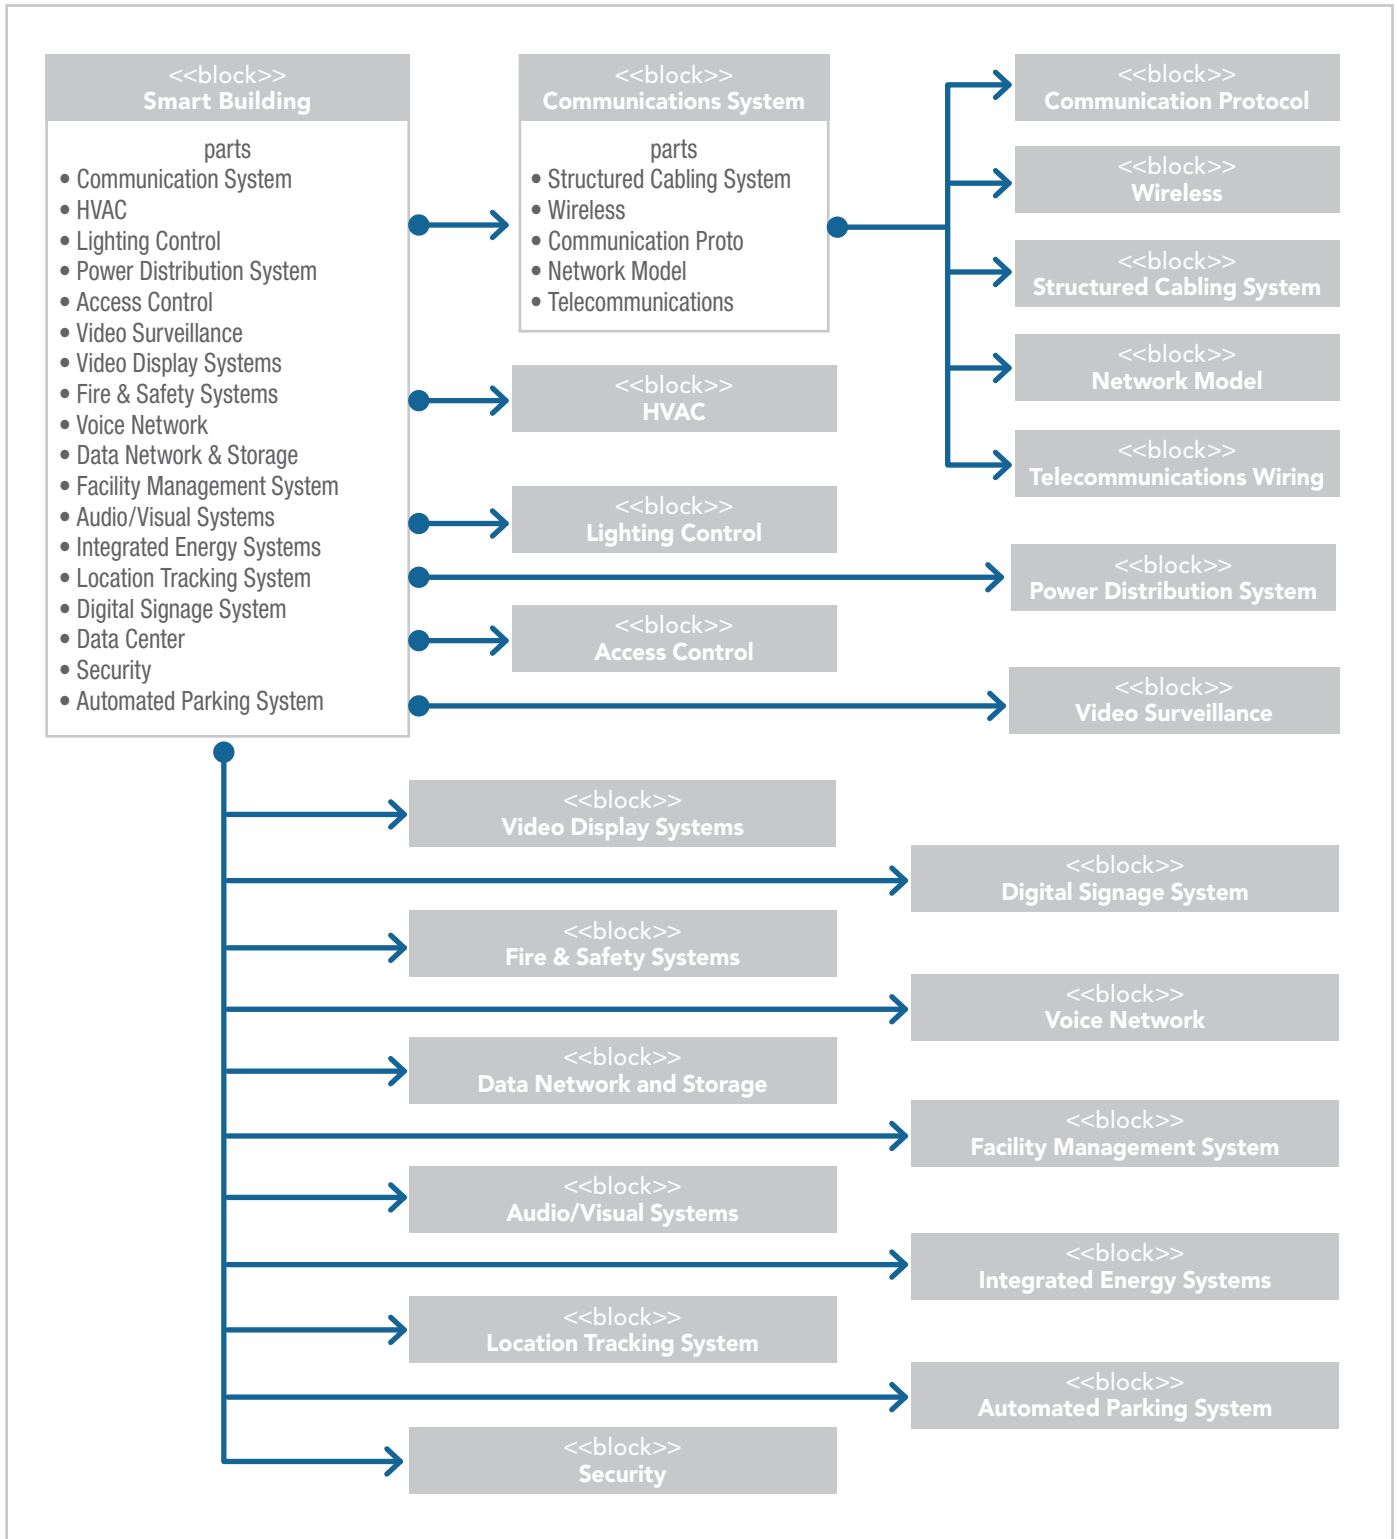 <<block>>
Smart Building
parts
• Communication System
• HVAC
• Lighting Control
• Power Distribution System
• Access Control
• Video Surveillance
• Video Display Systems
• Fire & Safety Systems
• Voice Network
• Data Network & Storage
• Facility Management System
• Audio/Visual Systems
• Integrated Energy Systems
• Location Tracking System
• Digital Signage System
• Data Center
• Security
• Automated Parking System
<<block>>
Communications System
parts
• Structured Cabling System
• Wireless
• Communication Proto
• Network Model
• Telecommunications
<<block>>
Communication Protocol
<<block>>
Wireless
<<block>>
Structured Cabling System
<<block>>
Network Model
<<block>>
Telecommunications Wiring
<<block>>
HVAC
<<block>>
Lighting Control
<<block>>
Power Distribution System
<<block>>
Access Control
<<block>>
Video Surveillance
<<block>>
Video Display Systems
<<block>>
Digital Signage System
<<block>>
Fire & Safety Systems
<<block>>
Voice Network
<<block>>
Data Network and Storage
<<block>>
Facility Management System
<<block>>
Audio/Visual Systems
<<block>>
Integrated Energy Systems
<<block>>
Location Tracking System
<<block>>
Automated Parking System
<<block>>
Security